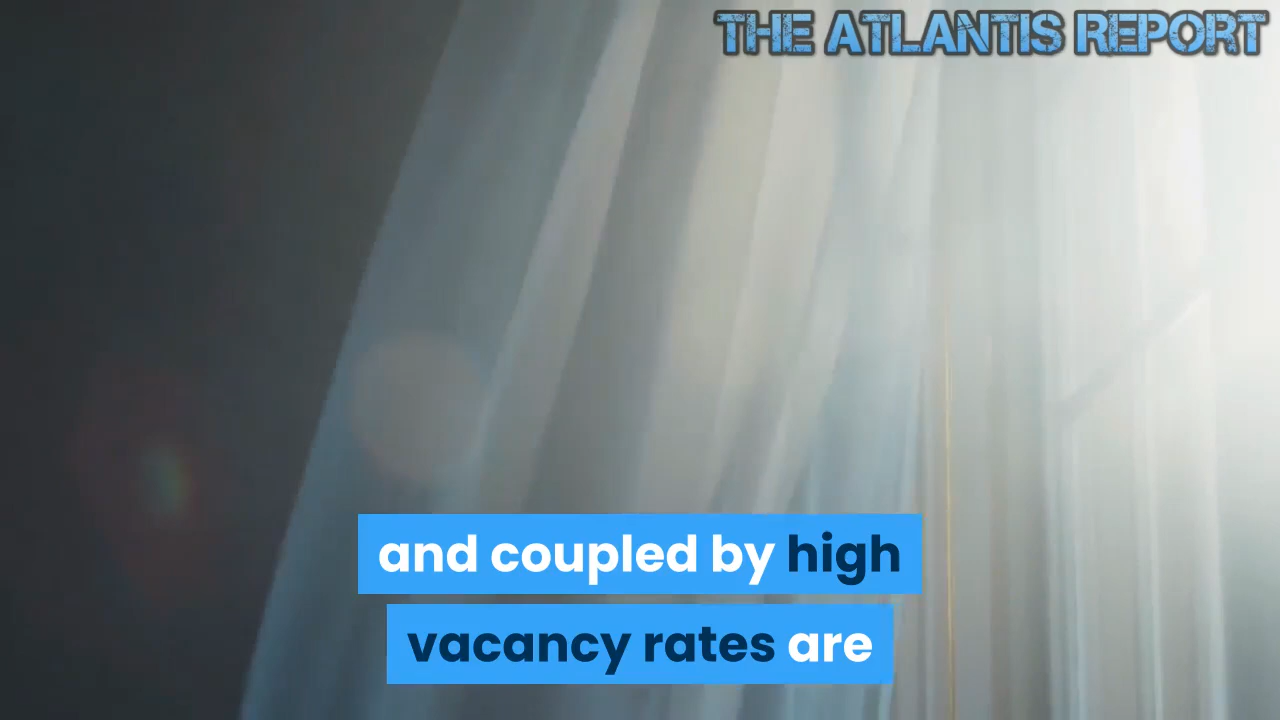 THE ATLANTIS REPORT
and coupled by high
vacancy rates are